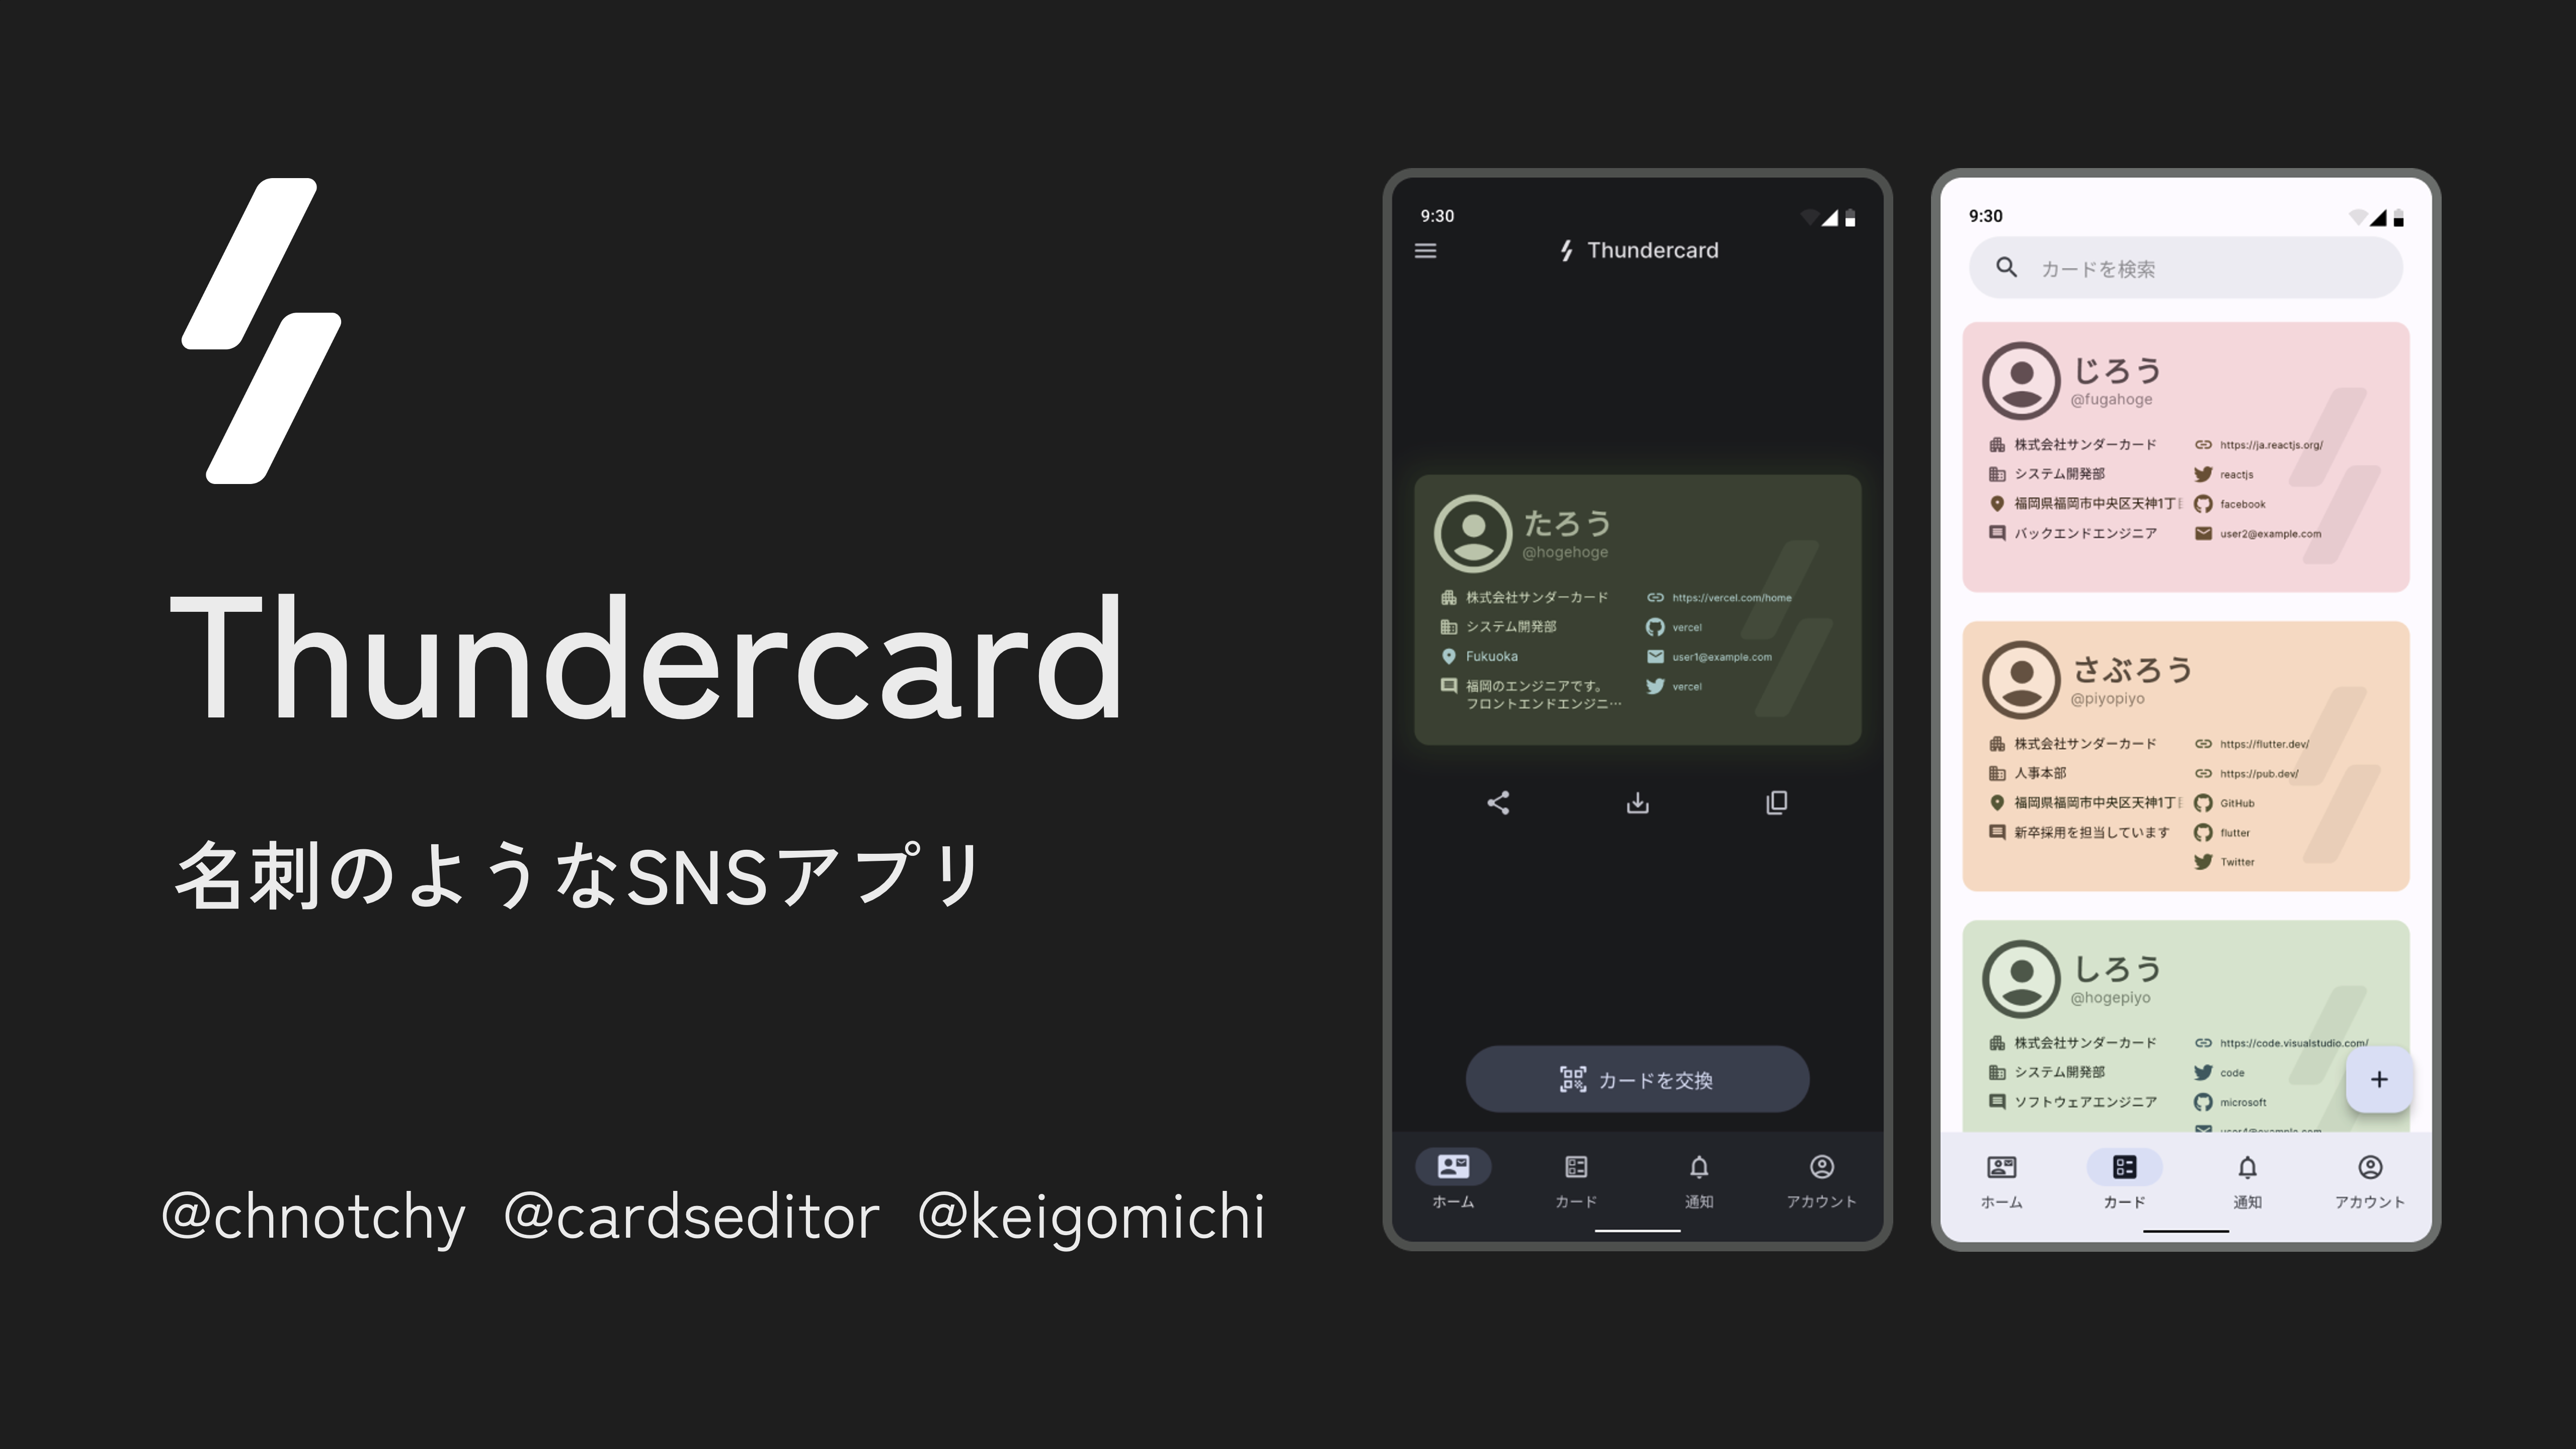 Thundercard
名刺のようなSNSアプリ
@chnotchy @cardseditor @keigomichi
9:30
Thundercard
たろう
@hogehoge
株式会社サンダーカード
システム開発部
Fukuoka
福岡のエンジニアです。
フロントエンドエンジニ…
https://vercel.com/home
vercel
user1@example.com
vercel
カードを交換
ホーム
カード
通知
アカウント
9:30
カードを検索
じろう
@fugahoge
株式会社サンダーカード
システム開発部
福岡県福岡市中央区天神1丁
バックエンドエンジニア
https://ja.reactjs.org/
reactjs
facebook
user2@example.com
さぶろう
@piyopiyo
株式会社サンダーカード
人事本部
福岡県福岡市中央区天神1丁
新卒採用を担当しています
https://flutter.dev/
https://pub.dev/
GitHub
flutter
Twitter
しろう
@hogepiyo
株式会社サンダーカード
システム開発部
ソフトウェアエンジニア
https://code.visualstudio.com/
code
microsoft
user4@example.com
ホーム
カード
通知
アカウント